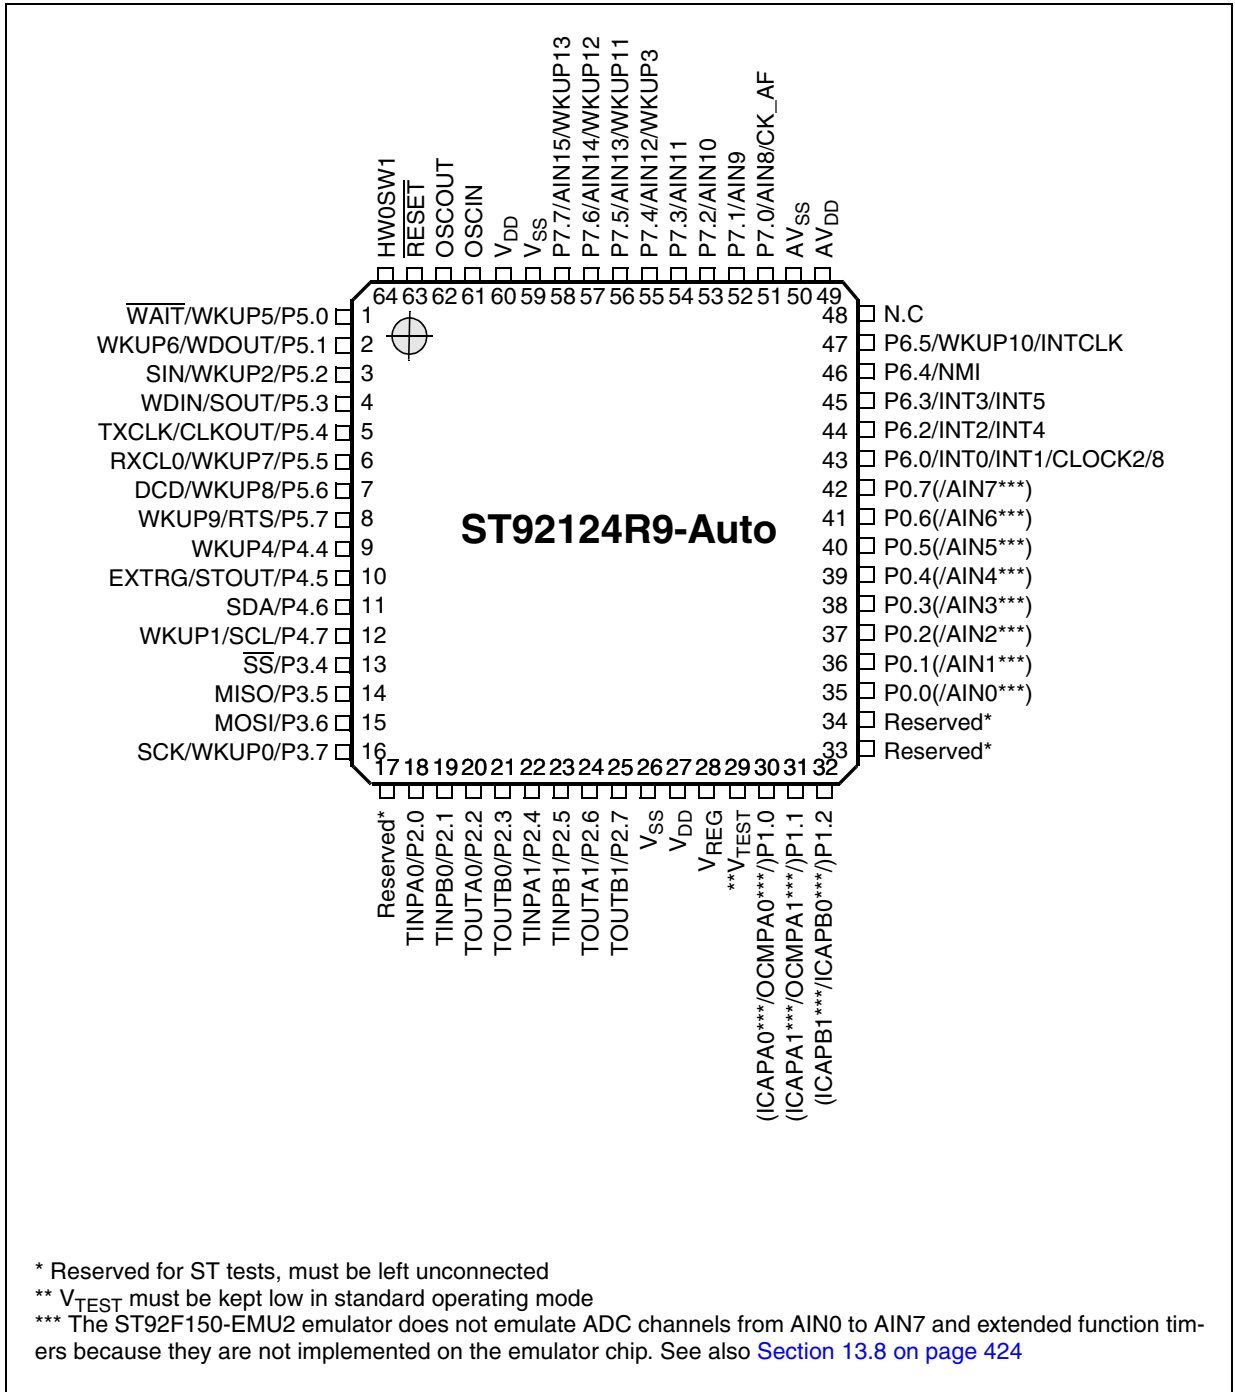 HW0SW1
RESET
OSCOUT
OSCIN
VDD
VSS
P7.7/AIN15/WKUP13
P7.6/AIN14/WKUP12
P7.5/AIN13/WKUP11
P7.4/AIN12/WKUP3
P7.3/AIN11
P7.2/AIN10
P7.1/AIN9
P7.0/AIN8/CK_AF
AVSS
AVDD
64 63 62 61 60 59 58 57 56 55 54 53 52 51 50 49
WAIT/WKUP5/P5.0 1
WKUP6/WDOUT/P5.1 2
SIN/WKUP2/P5.2 3
WDIN/SOUT/P5.3 4
TXCLK/CLKOUT/P5.4 5
RXCL0/WKUP7/P5.5 6
DCD/WKUP8/P5.6 7
WKUP9/RTS/P5.7 8
WKUP4/P4.4 9
EXTRG/STOUT/P4.5 10
SDA/P4.6 11
WKUP1/SCL/P4.7 12
SS/P3.4 13
MISO/P3.5 14
MOSI/P3.6 15
SCK/WKUP0/P3.7 16
ST92124R9-Auto
48 N.C
47 P6.5/WKUP10/INTCLK
46 P6.4/NMI
45 P6.3/INT3/INT5
44 P6.2/INT2/INT4
43 P6.0/INT0/INT1/CLOCK2/8
42 P0.7(/AIN7***)
41 P0.6(/AIN6***)
40 P0.5(/AIN5***)
39 P0.4(/AIN4***)
38 P0.3(/AIN3***)
37 P0.2(/AIN2***)
36 P0.1(/AIN1***)
35 P0.0(/AIN0***)
34 Reserved*
33 Reserved*
17 18 19 20 21 22 23 24 25 26 27 28 29 30 31 32
Reserved*
TINPA0/P2.0
TINPB0/P2.1
TOUTA0/P2.2
TOUTB0/P2.3
TINPA1/P2.4
TINPB1/P2.5
TOUTA1/P2.6
TOUTB1/P2.7
VSS
VDD
VREG
**VTEST
(ICAPA0***/OCMPA0***/)P1.0
(ICAPA1***/OCMPA1***/)P1.1
(ICAPB1***/ICAPB0***/)P1.2
* Reserved for ST tests, must be left unconnected
** VTEST must be kept low in standard operating mode
*** The ST92F150-EMU2 emulator does not emulate ADC channels from AIN0 to AIN7 and extended function tim-
ers because they are not implemented on the emulator chip. See also Section 13.8 on page 424